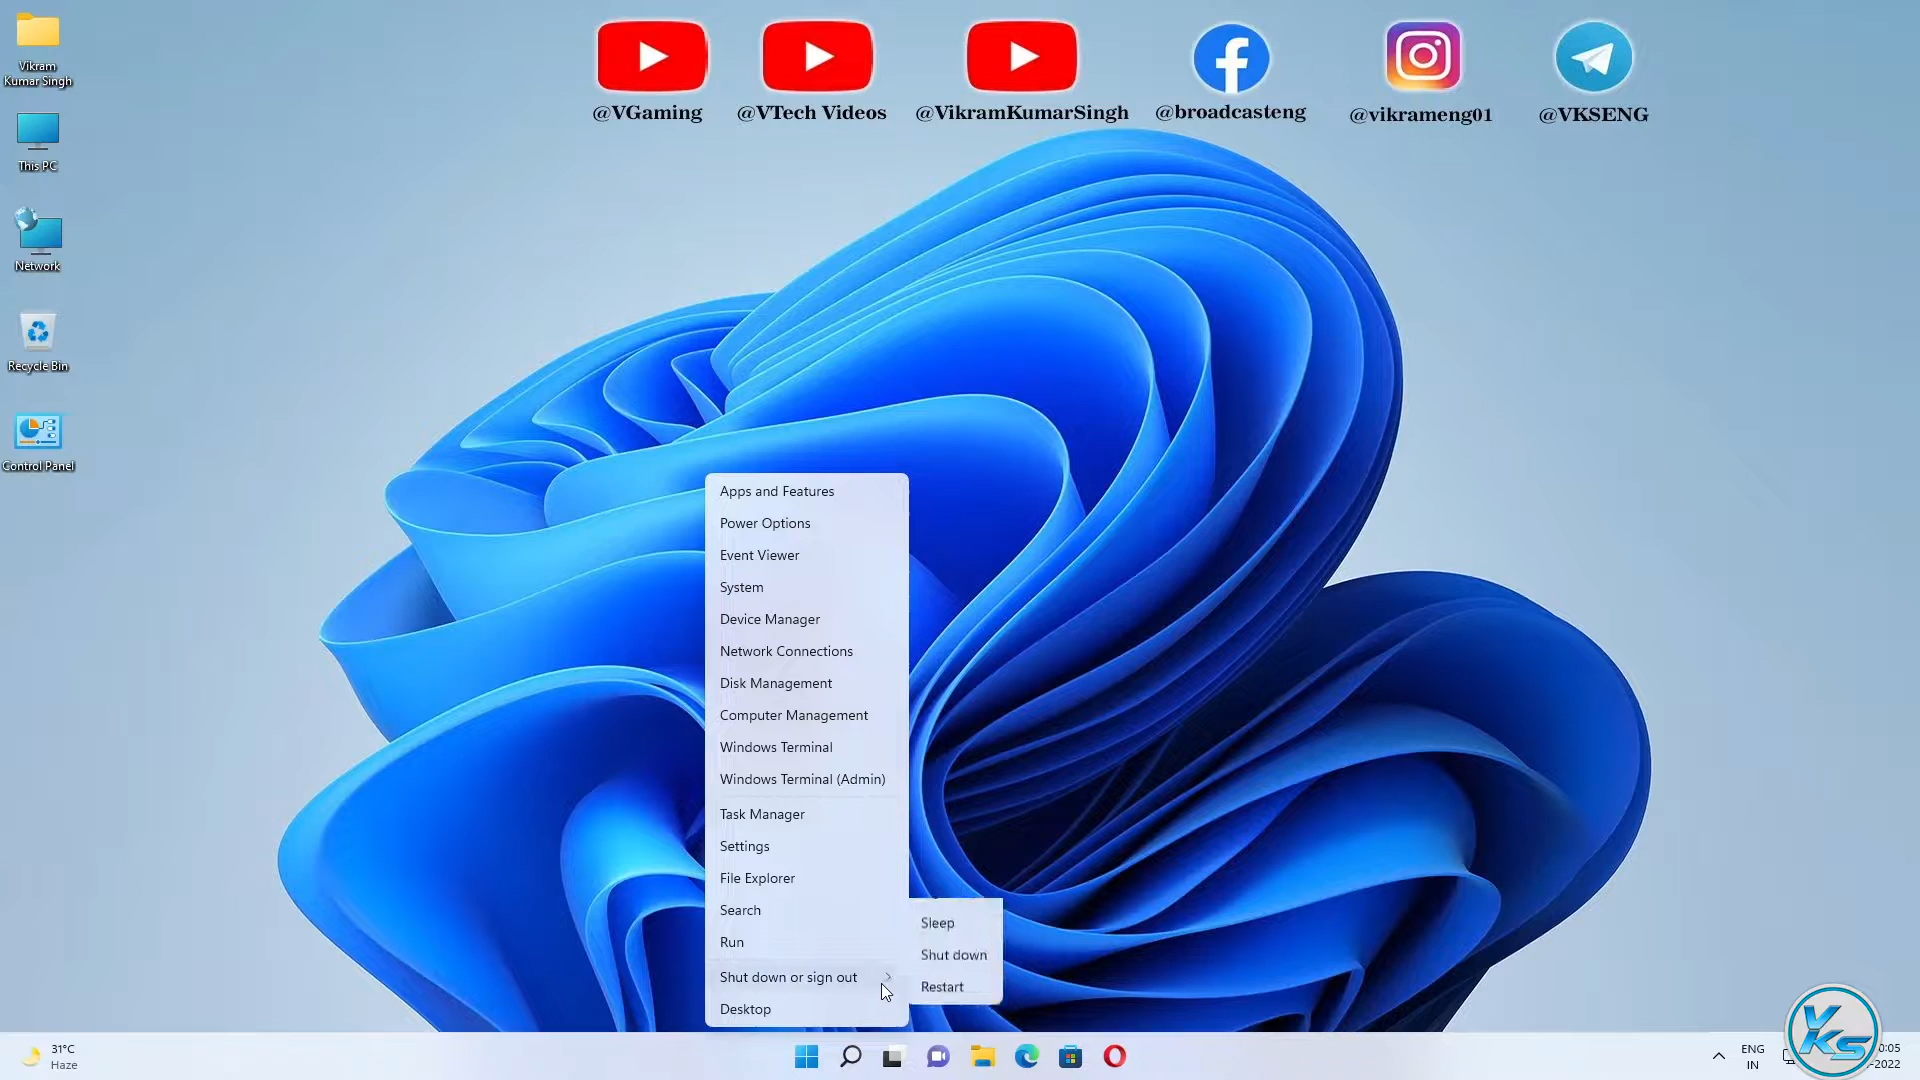 Vikram
Kumar Singh
This PC
Network
Recycle Bin
Control Panel
@VGaming
@VTech Videos
@VikramKumarSingh
@broadcasteng
@vikrameng01
@VKSENG
Apps and Features
Power Options
Event Viewer
System
Device Manager
Network Connections
Disk Management
Computer Management
Windows Terminal
Windows Terminal (Admin)
Task Manager
Settings
File Explorer
Search
Run
Shut down or sign out
Desktop
Sleep
Shut down
Restart
31°C
Haze
ENG
IN
VKS